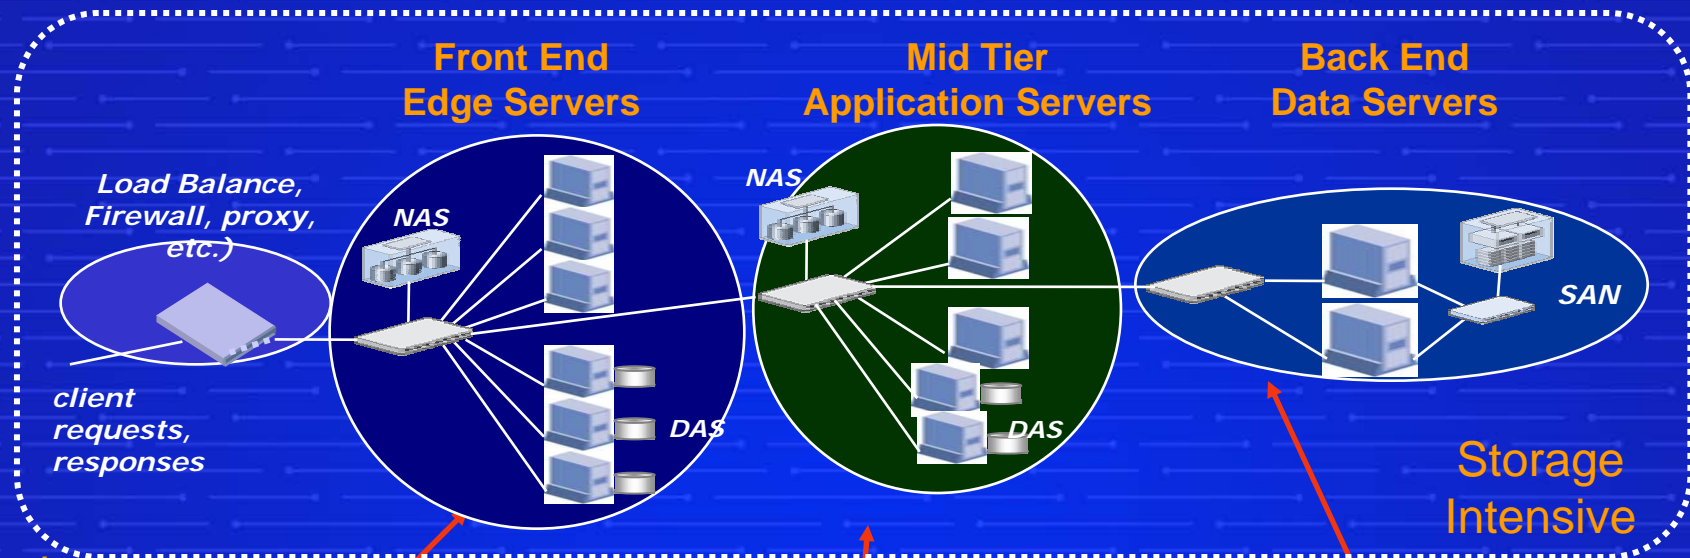 Front End
Edge Servers
Mid Tier
Application Servers
Back End
Data Servers
Load Balance,
Firewall, proxy,
etc.)
NAS
NAS
SAN
client
requests,
responses
DAS
DAS
Storage
Intensive